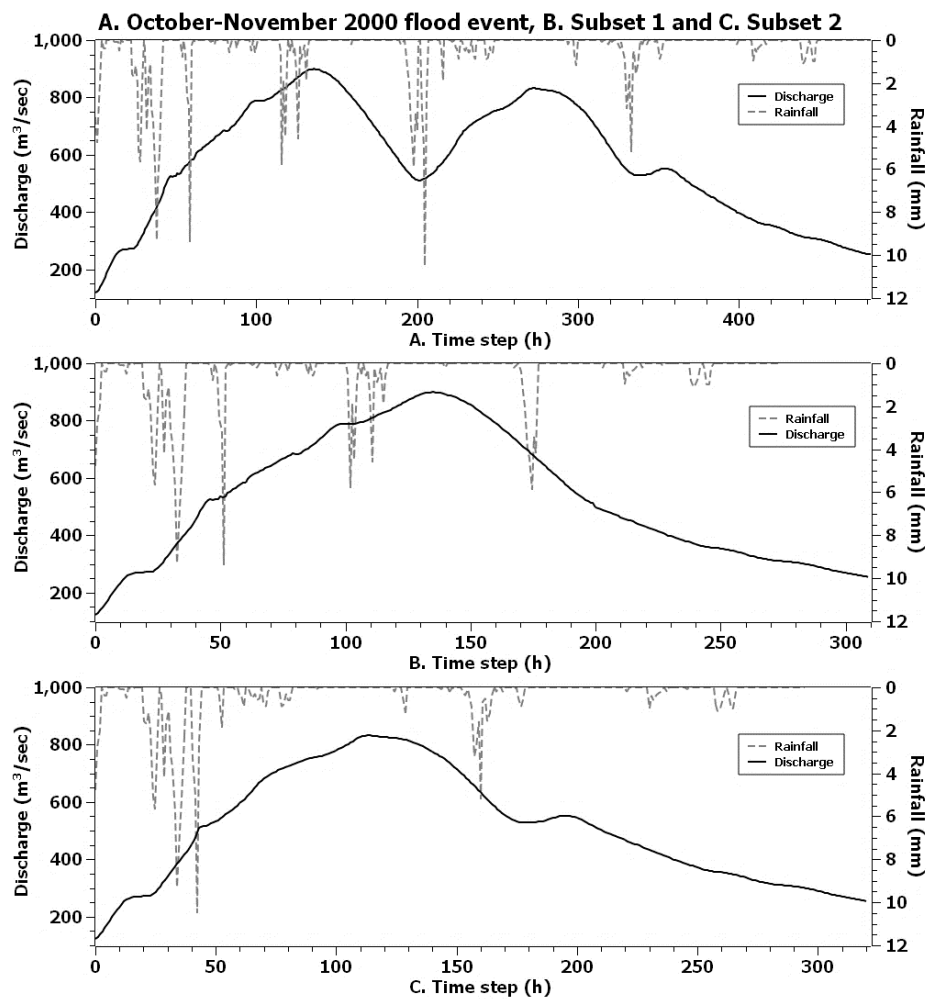 A. October-November 2000 flood event, B. Subset 1 and C. Subset 2
1,000
800
600
400
200
Discharge (m³/sec)
0
2
4
6
8
10
12
Rainfall (mm)
Discharge
Rainfall
0 100 200 300 400
A. Time step (h)
1,000
800
600
400
200
Discharge (m³/sec)
0
2
4
6
8
10
12
Rainfall (mm)
Rainfall
Discharge
0 50 100 150 200 250 300
B. Time step (h)
1,000
800
600
400
200
Discharge (m³/sec)
0
2
4
6
8
10
12
Rainfall (mm)
Rainfall
Discharge
0 50 100 150 200 250 300
C. Time step (h)